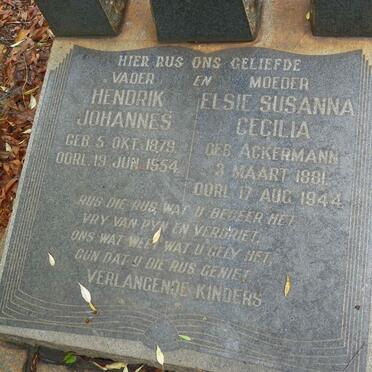 HIER RUS ONS GELIEFDE
VADER EN MOEDER
HENDRIK JOHANNES
GEB. 5 OKT. 1879
OORL. 19 JUN. 1954
ELSIE SUSANNA
CECILIA
GEB. ACKERMANN
3 MAART 1881
OORL. 17 AUG. 1944
RUS DIE RUS, WAT U BEGEER HET,
VRY VAN PYN EN VERDRIET,
ONS WAT WEET WAT U GELY HET,
GUN DAT U DIE RUS GENIET.
VERLANGENDE KINDERS